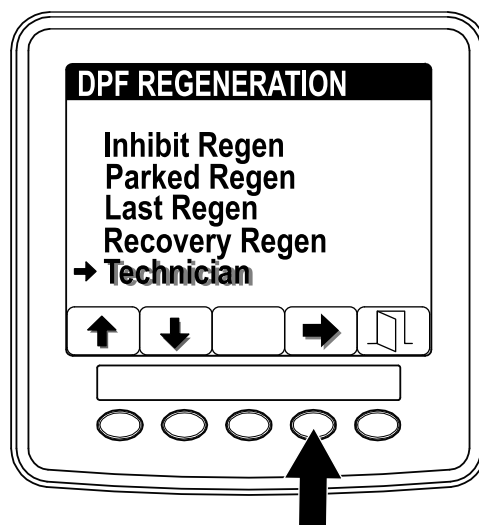 DPF REGENERATION
Inhibit Regen
Parked Regen
Last Regen
Recovery Regen
Technician